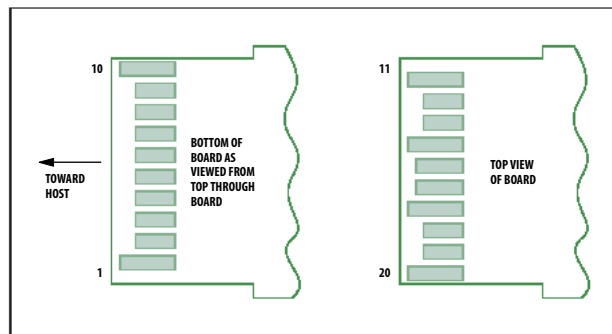 10
BOTTOM OF
BOARD AS
VIEWED FROM
TOP THROUGH
BOARD
TOWARD
HOST
1
11
TOP VIEW
OF BOARD
20